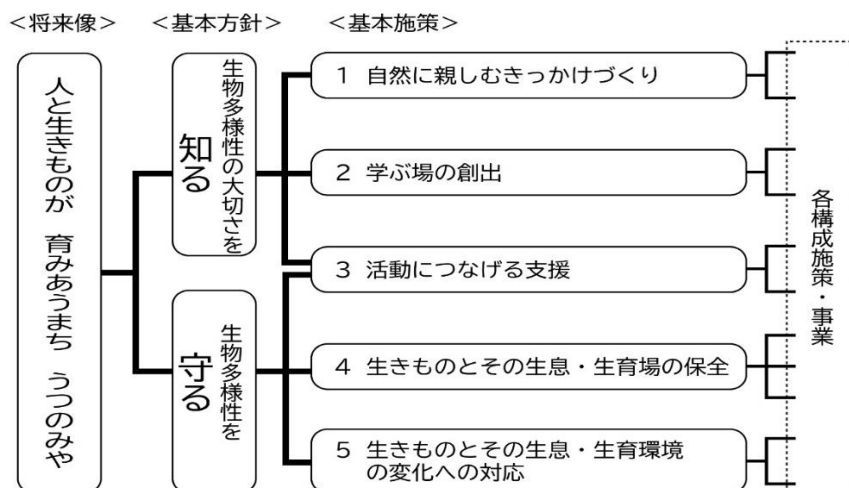 ＜将来像＞
＜基本方針＞
＜基本施策＞
人と生きものが　育みあうまち　うつのみや
生物多様性の大切さを
知る
生物多様性を
守る
1 自然に親しむきっかけづくり
2 学ぶ場の創出
3 活動につなげる支援
4 生きものとその生息・生育場の保全
5 生きものとその生息・生育環境
の変化への対応
各構成施策・事業